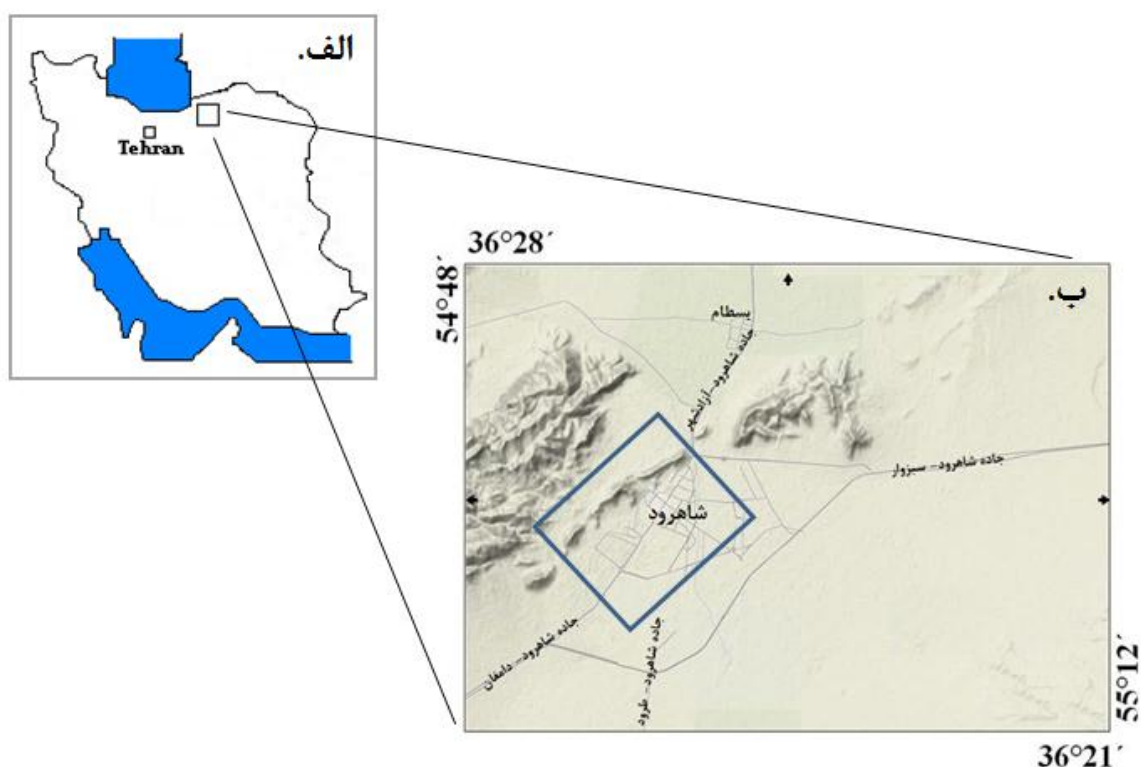 الف.
Tehran
36°28´
54°48´
ب.
بسطام
جاده شاهرود-آزادشهر
جاده شاهرود- سبزوار
شاهرود
جاده شاهرود- دامغان
جاده شاهرود- طرود
55°12´
36°21´